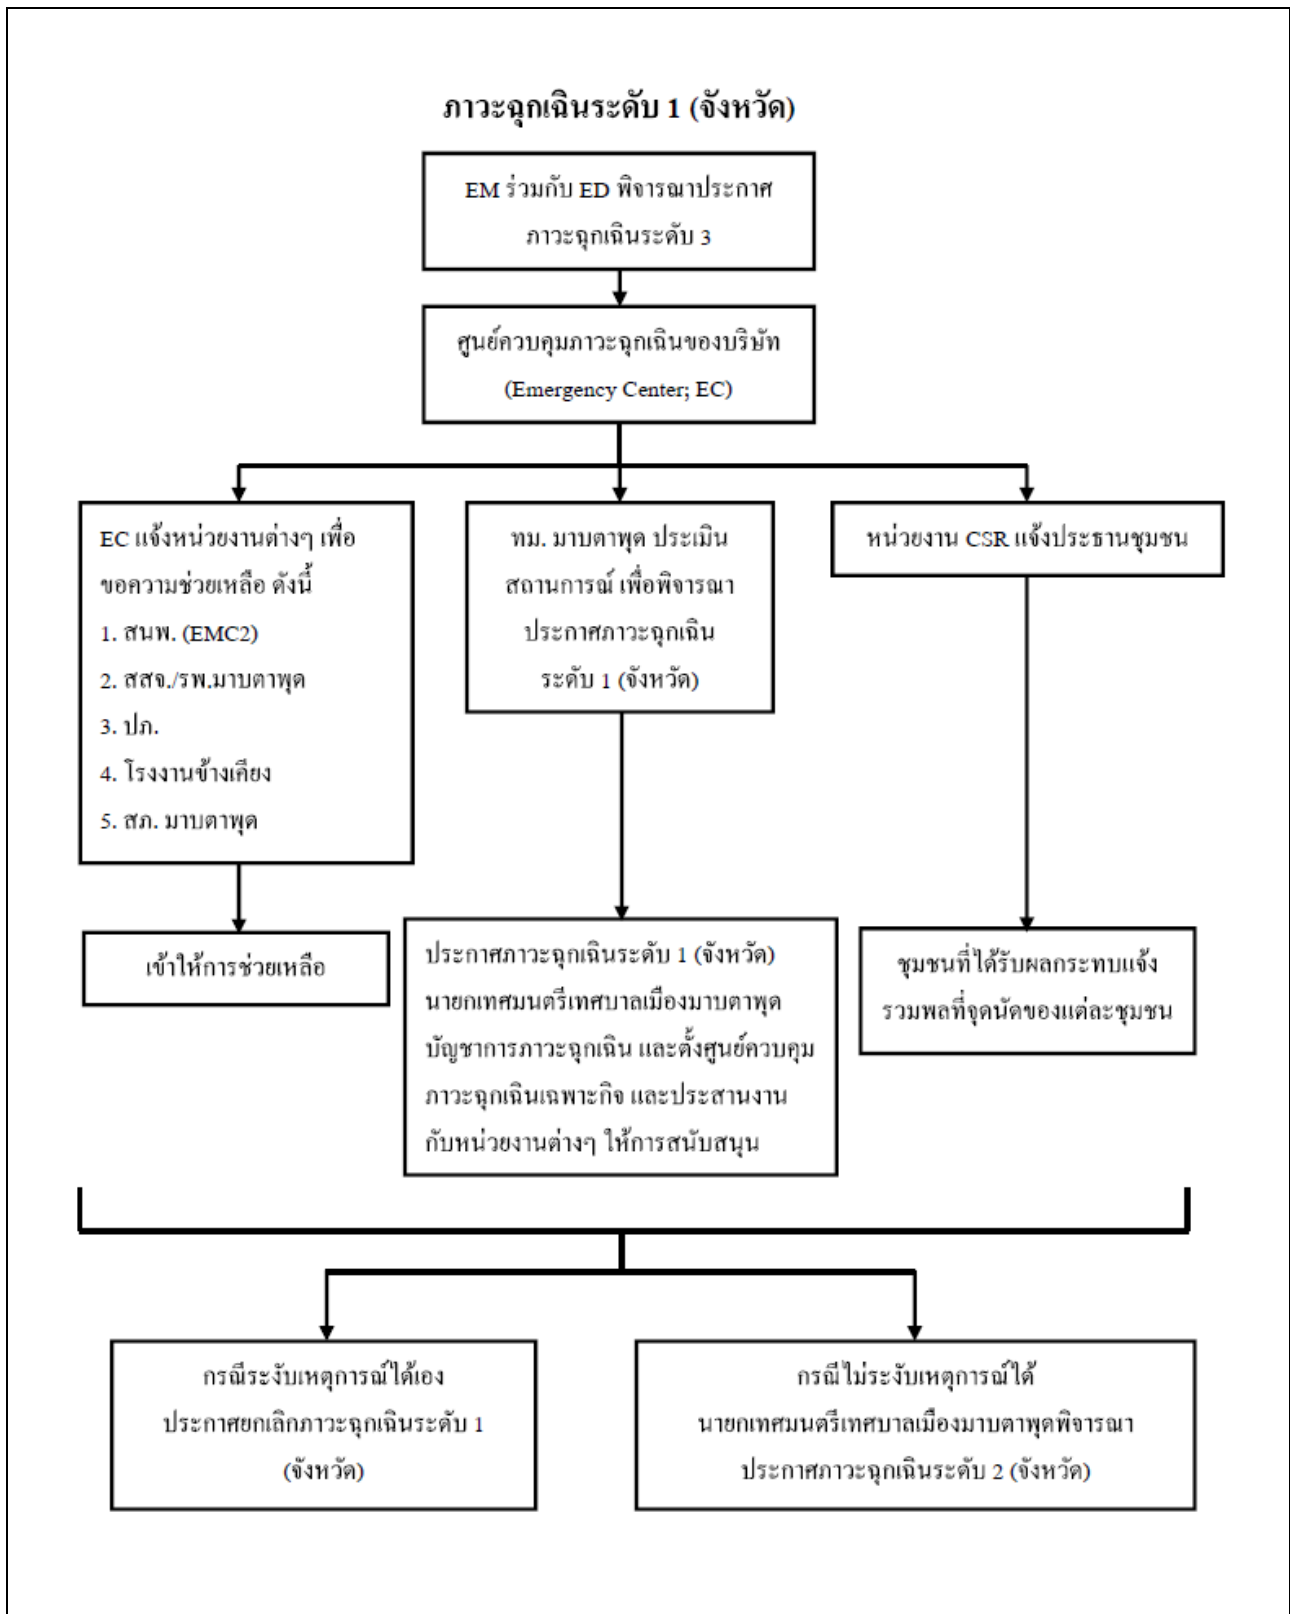 ภาวะฉุกเฉินระดับ 1 (จังหวัด)
EM ร่วมกับ ED พิจารณาประกาศ
ภาวะฉุกเฉินระดับ 3
ศูนย์ควบคุมภาวะฉุกเฉินของบริษัท
(Emergency Center; EC)
EC แจ้งหน่วยงานต่างๆ เพื่อ
ขอความช่วยเหลือ ดังนี้
1. สนพ. (EMC2)
2. สสจ./รพ.มาบตาพุด
3. ปภ.
4. โรงงานข้างเคียง
5. สภ. มาบตาพุด
ทม. มาบตาพุด ประเมิน
สถานการณ์ เพื่อพิจารณา
ประกาศภาวะฉุกเฉิน
ระดับ 1 (จังหวัด)
หน่วยงาน CSR แจ้งประธานชุมชน
เข้าให้การช่วยเหลือ
ประกาศภาวะฉุกเฉินระดับ 1 (จังหวัด)
นายกเทศมนตรีเทศบาลเมืองมาบตาพุด
บัญชาการภาวะฉุกเฉิน และตั้งศูนย์ควบคุม
ภาวะฉุกเฉินเฉพาะกิจ และประสานงาน
กับหน่วยงานต่างๆ ให้การสนับสนุน
ชุมชนที่ได้รับผลกระทบแจ้ง
รวมพลที่จุดนัดของแต่ละชุมชน
กรณีระงับเหตุการณ์ได้เอง
ประกาศยกเลิกภาวะฉุกเฉินระดับ 1
(จังหวัด)
กรณีไม่ระงับเหตุการณ์ได้
นายกเทศมนตรีเทศบาลเมืองมาบตาพุดพิจารณา
ประกาศภาวะฉุกเฉินระดับ 2 (จังหวัด)